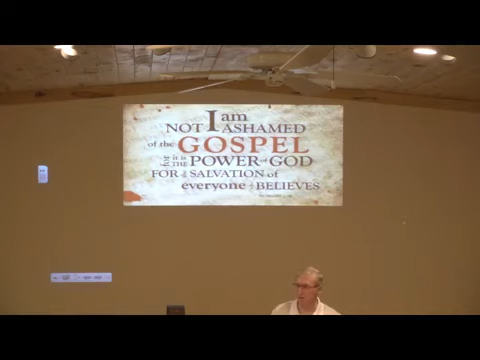 I am
NOT ASHAMED
of the GOSPEL
for it is THE POWER of GOD
FOR the SALVATION of
everyone who BELIEVES